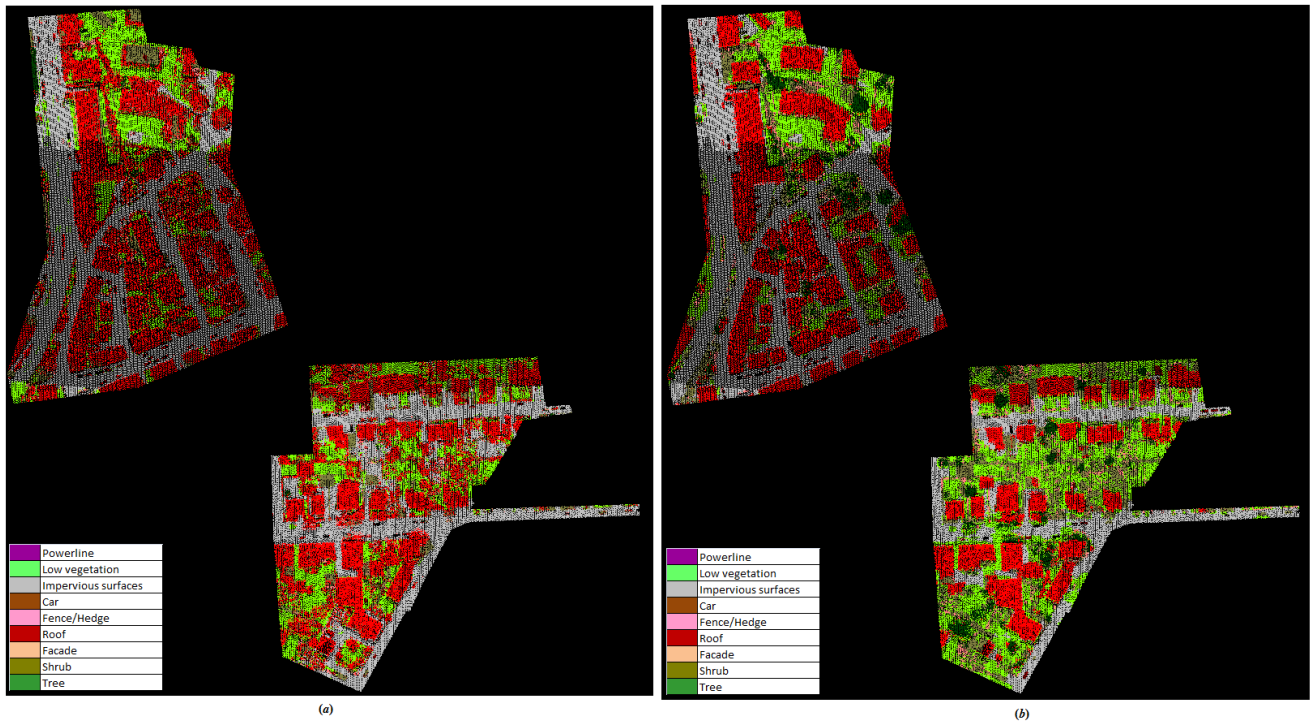 Powerline
Low vegetation
Impervious surfaces
Car
Fence/Hedge
Roof
Facade
Shrub
Tree
(a)
Powerline
Low vegetation
Impervious surfaces
Car
Fence/Hedge
Roof
Facade
Shrub
Tree
(b)